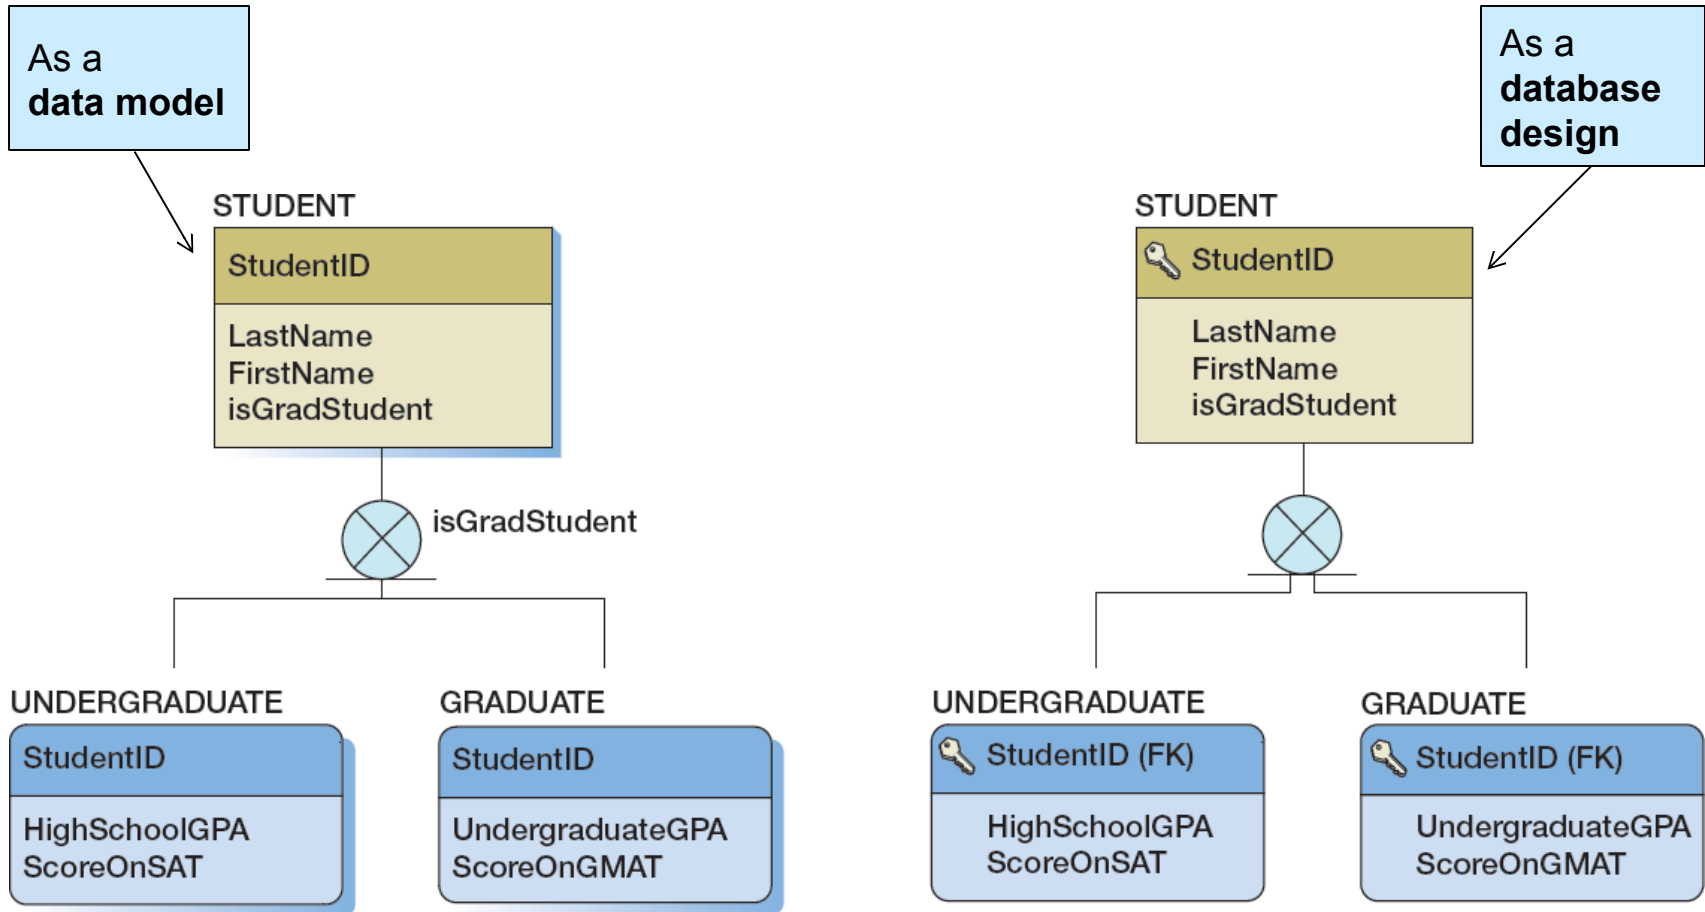 As a
data model
As a
database
design
STUDENT
StudentID
LastName
FirstName
isGradStudent
isGradStudent
UNDERGRADUATE
StudentID
HighSchoolGPA
ScoreOnSAT
GRADUATE
StudentID
UndergraduateGPA
ScoreOnGMAT
STUDENT
StudentID
LastName
FirstName
isGradStudent
UNDERGRADUATE
StudentID (FK)
HighSchoolGPA
ScoreOnSAT
GRADUATE
StudentID (FK)
UndergraduateGPA
ScoreOnGMAT